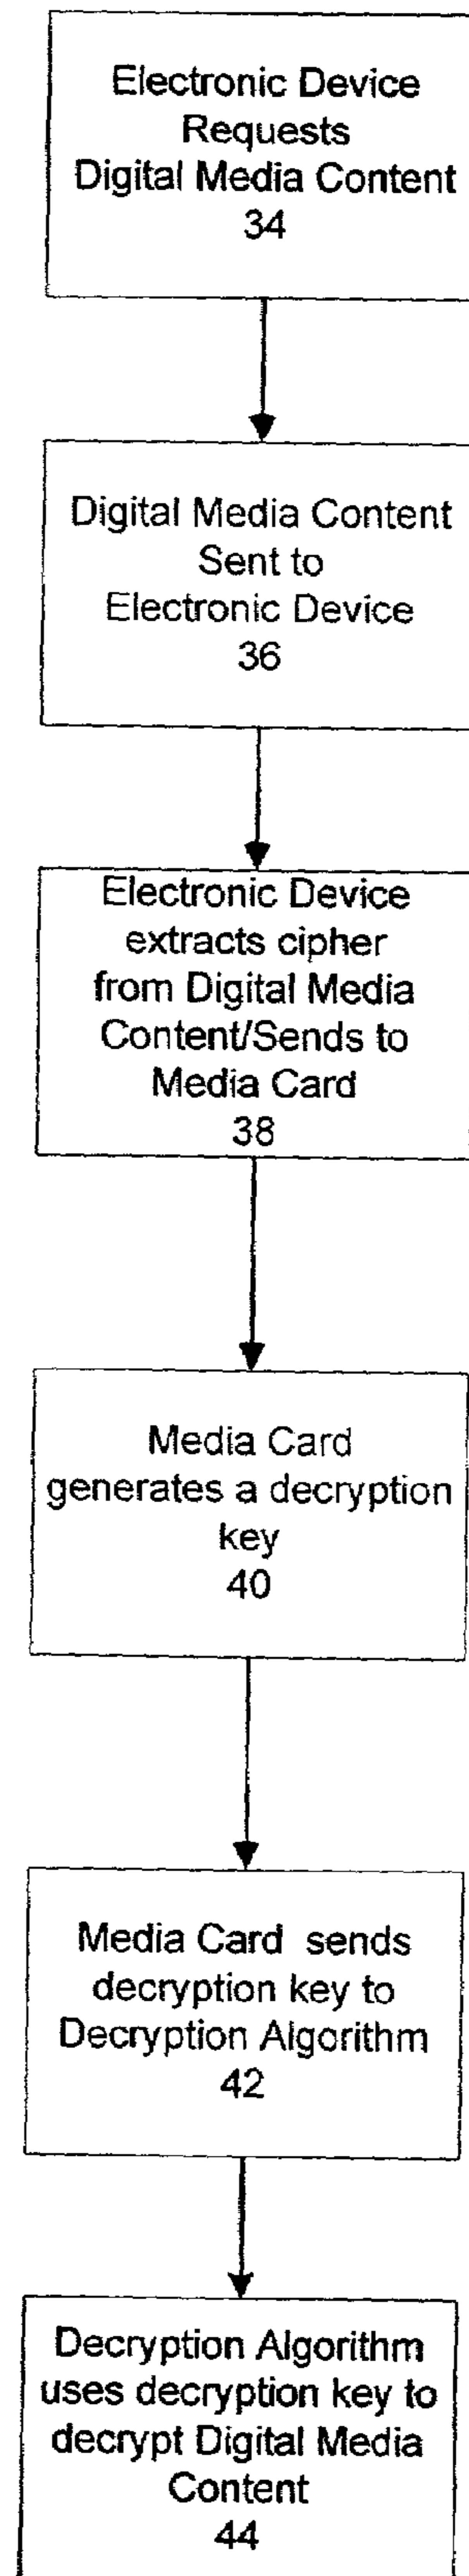 Electronic Device
Requests
Digital Media Content
34
Digital Media Content
Sent to
Electronic Device
36
Electronic Device
extracts cipher
from Digital Media
Content/Sends to
Media Card
38
Media Card
generates a decryption
key
40
Media Card sends
decryption key to
Decryption Algorithm
42
Decryption Algorithm
uses decryption key to
decrypt Digital Media
Content
44